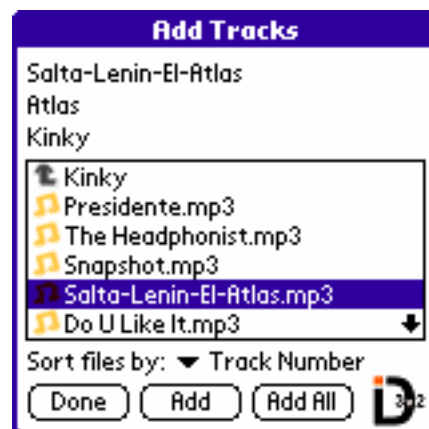 Add Tracks
Salta-Lenin-El-Atlas
Atlas
Kinky
Kinky
Presidente.mp3
The Headphonist.mp3
Snapshot.mp3
Salta-Lenin-El-Atlas.mp3
Do U Like It.mp3
Sort files by: Track Number
Done Add Add All iD3v2